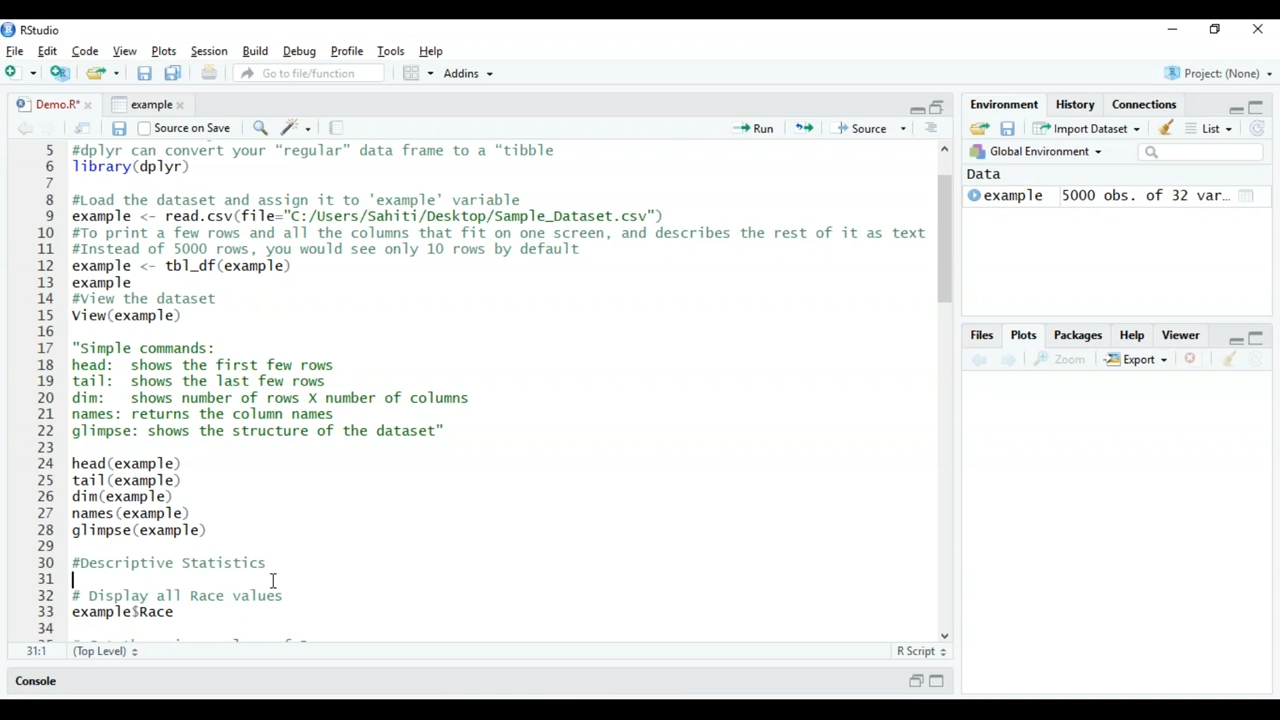 RStudio
File Edit Code View Plots Session Build Debug Profile Tools Help
Go to file/function Addins Project: (None)
Demo.R* example
Source on Save Run Source
5 #dplyr can convert your "regular" data frame to a "tibble
6 library(dplyr)
7
8 #Load the dataset and assign it to 'example' variable
9 example <- read.csv(file="C:/Users/Sahiti/Desktop/Sample_Dataset.csv")
10 #To print a few rows and all the columns that fit on one screen, and describes the rest of it as text
11 #Instead of 5000 rows, you would see only 10 rows by default
12 example <- tbl_df(example)
13 example
14 #View the dataset
15 View(example)
16
17 "Simple commands:
18 head: shows the first few rows
19 tail: shows the last few rows
20 dim: shows number of rows X number of columns
21 names: returns the column names
22 glimpse: shows the structure of the dataset"
23
24 head(example)
25 tail(example)
26 dim(example)
27 names(example)
28 glimpse(example)
29
30 #Descriptive Statistics
31
32 # Display all Race values
33 example$Race
34
31:1 (Top Level) R Script
Console
Environment History Connections
Import Dataset List
Global Environment
Data
example 5000 obs. of 32 var…
Files Plots Packages Help Viewer
Zoom Export